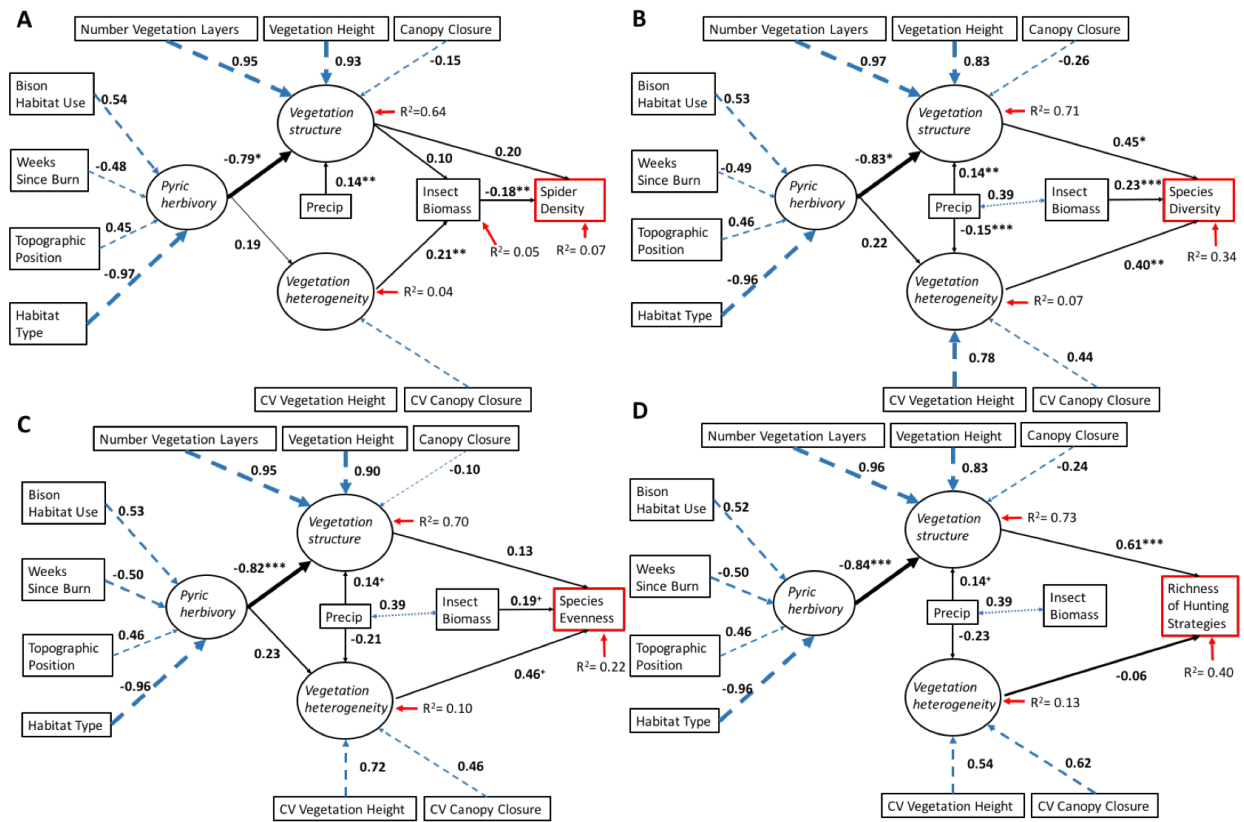 A
Number Vegetation Layers
Vegetation Height
Canopy Closure
0.95
0.93
-0.15
Bison
Habitat Use
0.54
Vegetation
structure
R²=0.64
Weeks
Since Burn
-0.48
-0.79*
0.10
0.20
Pyric
herbivory
0.14**
Precip
Insect
Biomass
-0.18**
Spider
Density
Topographic
Position
0.45
0.19
0.21**
R²= 0.05
R²= 0.07
-0.97
Vegetation
heterogeneity
R²= 0.04
Habitat
Type
CV Vegetation Height
CV Canopy Closure
B
Number Vegetation Layers
Vegetation Height
Canopy Closure
0.97
0.83
-0.26
Bison
Habitat Use
0.53
Vegetation
structure
R²= 0.71
Weeks
Since Burn
-0.49
-0.83*
0.45*
Pyric
herbivory
0.14**
Precip
0.39
Insect
Biomass
0.23***
Species
Diversity
Topographic
Position
0.46
-0.15***
0.22
R²= 0.34
-0.96
Vegetation
heterogeneity
0.40**
R²= 0.07
Habitat Type
0.78
0.44
CV Vegetation Height
CV Canopy Closure
C
Number Vegetation Layers
Vegetation Height
Canopy Closure
0.95
0.90
-0.10
Bison
Habitat Use
0.53
Vegetation
structure
R²= 0.70
Weeks
Since Burn
-0.50
-0.82***
0.13
Pyric
herbivory
0.14⁺
Precip
0.39
Insect
Biomass
0.19⁺
Species
Evenness
Topographic
Position
0.46
-0.21
0.23
R²= 0.22
-0.96
Vegetation
heterogeneity
0.46⁺
R²= 0.10
Habitat Type
0.72
0.46
CV Vegetation Height
CV Canopy Closure
D
Number Vegetation Layers
Vegetation Height
Canopy Closure
0.96
0.83
-0.24
Bison
Habitat Use
0.52
Vegetation
structure
R²= 0.73
Weeks
Since Burn
-0.50
-0.84***
0.61***
Pyric
herbivory
0.14⁺
Precip
0.39
Insect
Biomass
Richness
of Hunting
Strategies
Topographic
Position
0.46
-0.23
R²= 0.40
-0.96
Vegetation
heterogeneity
-0.06
R²= 0.13
Habitat Type
0.54
0.62
CV Vegetation Height
CV Canopy Closure